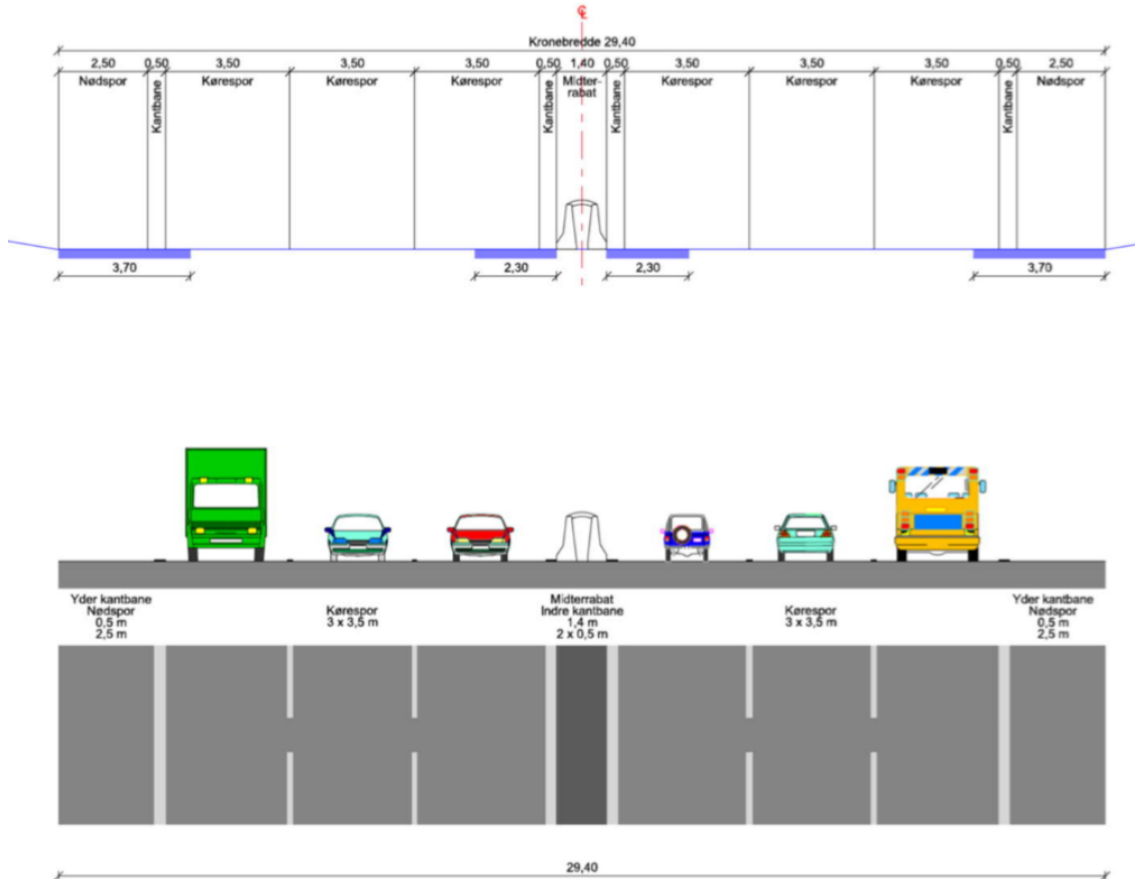 ℄
Kronebredde 29,40
2,50 0,50 3,50 3,50 3,50 0,50 1,40 0,50 3,50 3,50 3,50 0,50 2,50
Nødspor Kantbane Kørespor Kørespor Kørespor Kantbane Midter- Kantbane Kørespor Kørespor Kørespor Kantbane Nødspor
rabat
3,70 2,30 2,30 3,70
Yder kantbane Midterrabat Yder kantbane
Nødspor Kørespor Indre kantbane Kørespor Nødspor
0,5 m 3 x 3,5 m 1,4 m 3 x 3,5 m 0,5 m
2,5 m 2 x 0,5 m 2,5 m
29,40